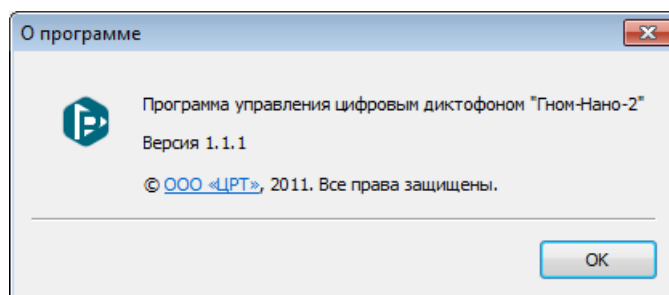 О программе
Программа управления цифровым диктофоном "Гном-Нано-2"
Версия 1.1.1
© ООО «ЦРТ», 2011. Все права защищены.
OK